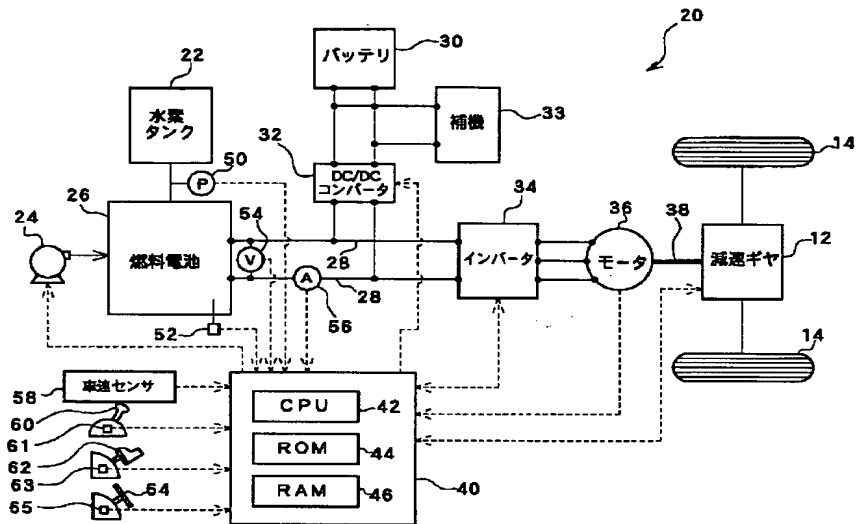 20
22
30
バッテリ
水素
タンク
補機
33
50
P
32
DC/DC
コンバータ
14
26
54
34
36
38
12
24
燃料電池
V
28
インバータ
モータ
減速ギヤ
A
28
56
52
14
58
車速センサ
60
61
62
63
64
65
CPU
42
ROM
44
RAM
46
40